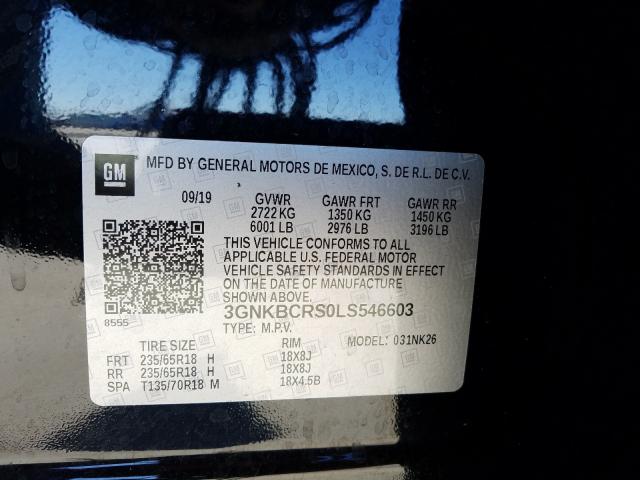 GM
MFD BY GENERAL MOTORS DE MEXICO, S. DE R.L. DE C.V.
09/19 GVWR GAWR FRT GAWR RR
2722 KG 1350 KG 1450 KG
6001 LB 2976 LB 3196 LB
THIS VEHICLE CONFORMS TO ALL
APPLICABLE U.S. FEDERAL MOTOR
VEHICLE SAFETY STANDARDS IN EFFECT
ON THE DATE OF MANUFACTURE
SHOWN ABOVE.
8555
3GNKBCRS0LS546603
TYPE: M.P.V. MODEL: 031NK26
TIRE SIZE RIM
FRT 235/65R18 H 18X8J
RR 235/65R18 H 18X8J
SPA T135/70R18 M 18X4.5B